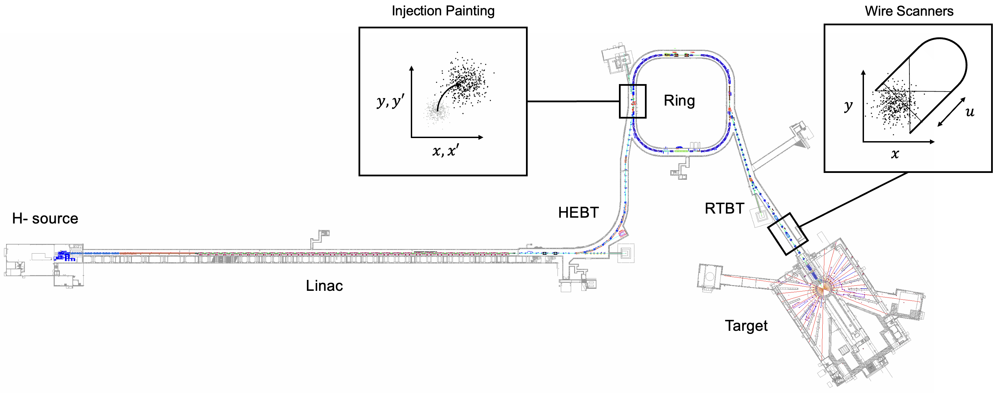 Injection Painting
Wire Scanners
y, y′
x, x′
Ring
y
u
x
HEBT
RTBT
H- source
Linac
Target